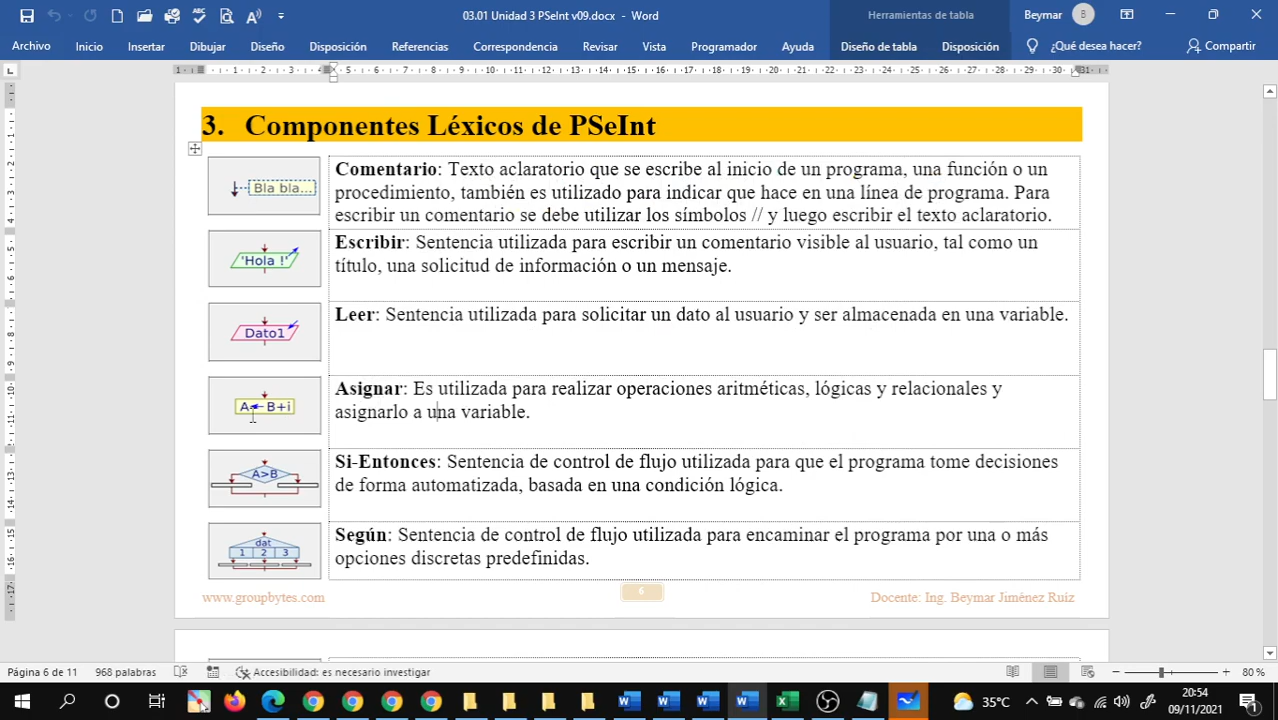 03.01 Unidad 3 PSeInt v09.docx - Word
Herramientas de tabla
Beymar
B
Archivo
Inicio
Insertar
Dibujar
Diseño
Disposición
Referencias
Correspondencia
Revisar
Vista
Programador
Ayuda
Diseño de tabla
Disposición
¿Qué desea hacer?
Compartir
3. Componentes Léxicos de PSeInt
Bla bla...
Comentario: Texto aclaratorio que se escribe al inicio de un programa, una función o un
procedimiento, también es utilizado para indicar que hace en una línea de programa. Para
escribir un comentario se debe utilizar los símbolos // y luego escribir el texto aclaratorio.
'Hola !'
Escribir: Sentencia utilizada para escribir un comentario visible al usuario, tal como un
título, una solicitud de información o un mensaje.
Dato1
Leer: Sentencia utilizada para solicitar un dato al usuario y ser almacenada en una variable.
A←B+i
Asignar: Es utilizada para realizar operaciones aritméticas, lógicas y relacionales y
asignarlo a una variable.
A>B
Si-Entonces: Sentencia de control de flujo utilizada para que el programa tome decisiones
de forma automatizada, basada en una condición lógica.
dat
1 2 3
Según: Sentencia de control de flujo utilizada para encaminar el programa por una o más
opciones discretas predefinidas.
www.groupbytes.com
6
Docente: Ing. Beymar Jiménez Ruiz
Página 6 de 11
968 palabras
Accesibilidad: es necesario investigar
80 %
35°C
20:54
09/11/2021
1